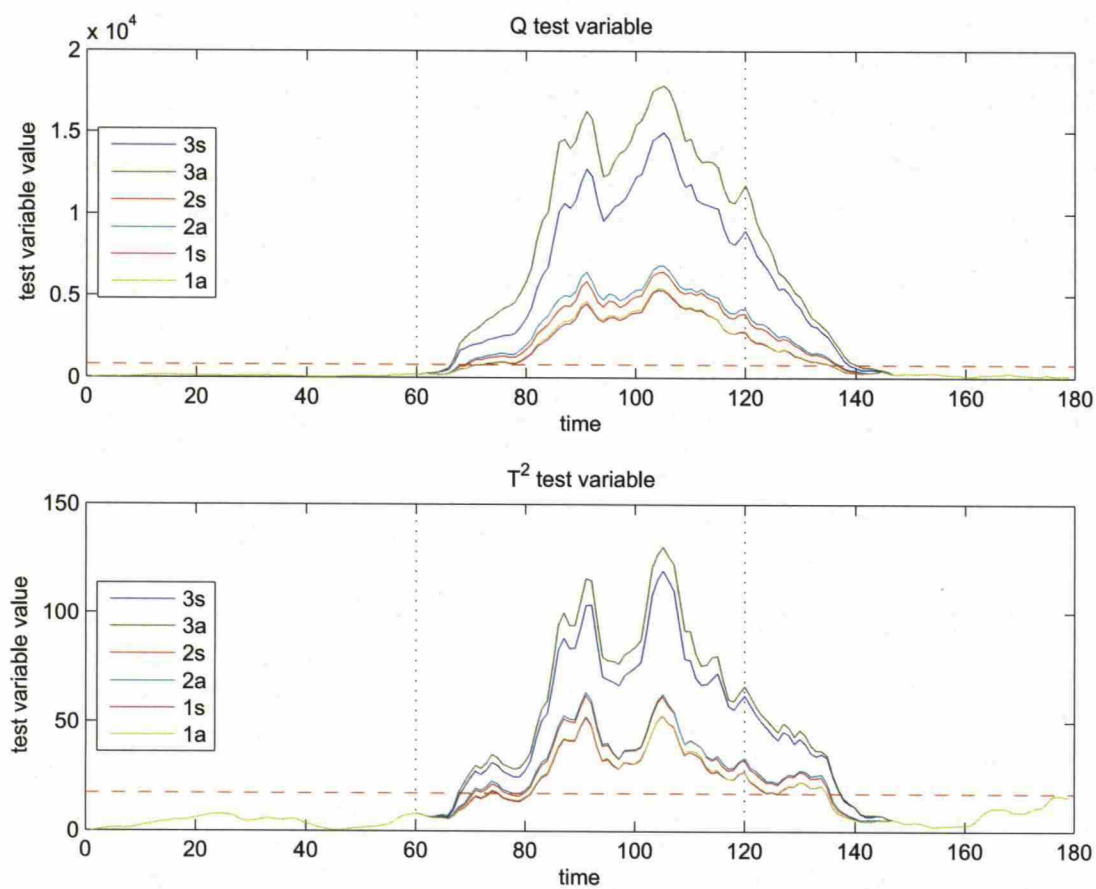 Q test variable
x 10^4
2
1.5
1
0.5
0
test variable value
3s
3a
2s
2a
1s
1a
0 20 40 60 80 100 120 140 160 180
time
T^2 test variable
150
100
50
0
test variable value
3s
3a
2s
2a
1s
1a
0 20 40 60 80 100 120 140 160 180
time